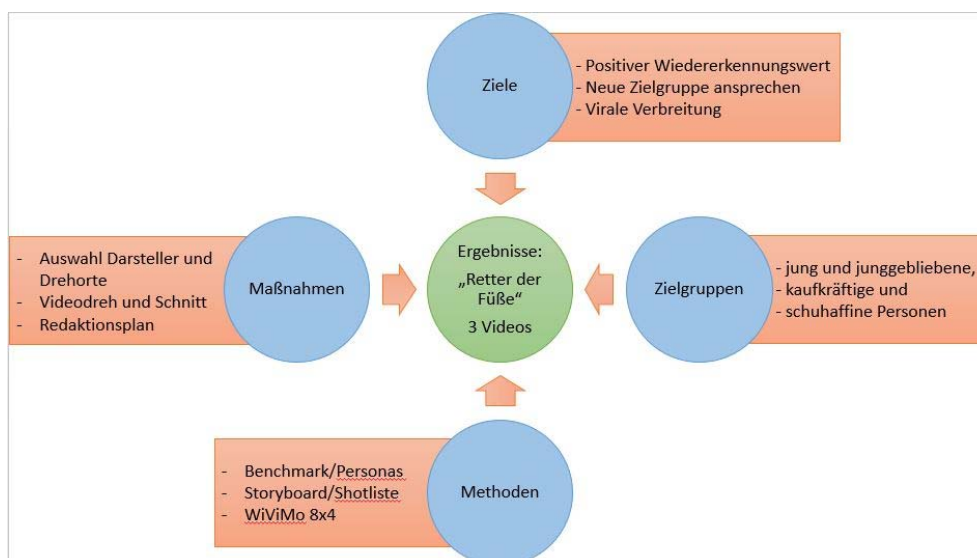 Ziele
- Positiver Wiedererkennungswert
- Neue Zielgruppe ansprechen
- Virale Verbreitung
- Auswahl Darsteller und
Drehorte
- Videodreh und Schnitt
- Redaktionsplan
Maßnahmen
Ergebnisse:
„Retter der
Füße“
3 Videos
Zielgruppen
- jung und junggebliebene,
- kaufkräftige und
- schuhaffine Personen
- Benchmark/Personas
- Storyboard/Shotliste
- WiViMo 8x4
Methoden